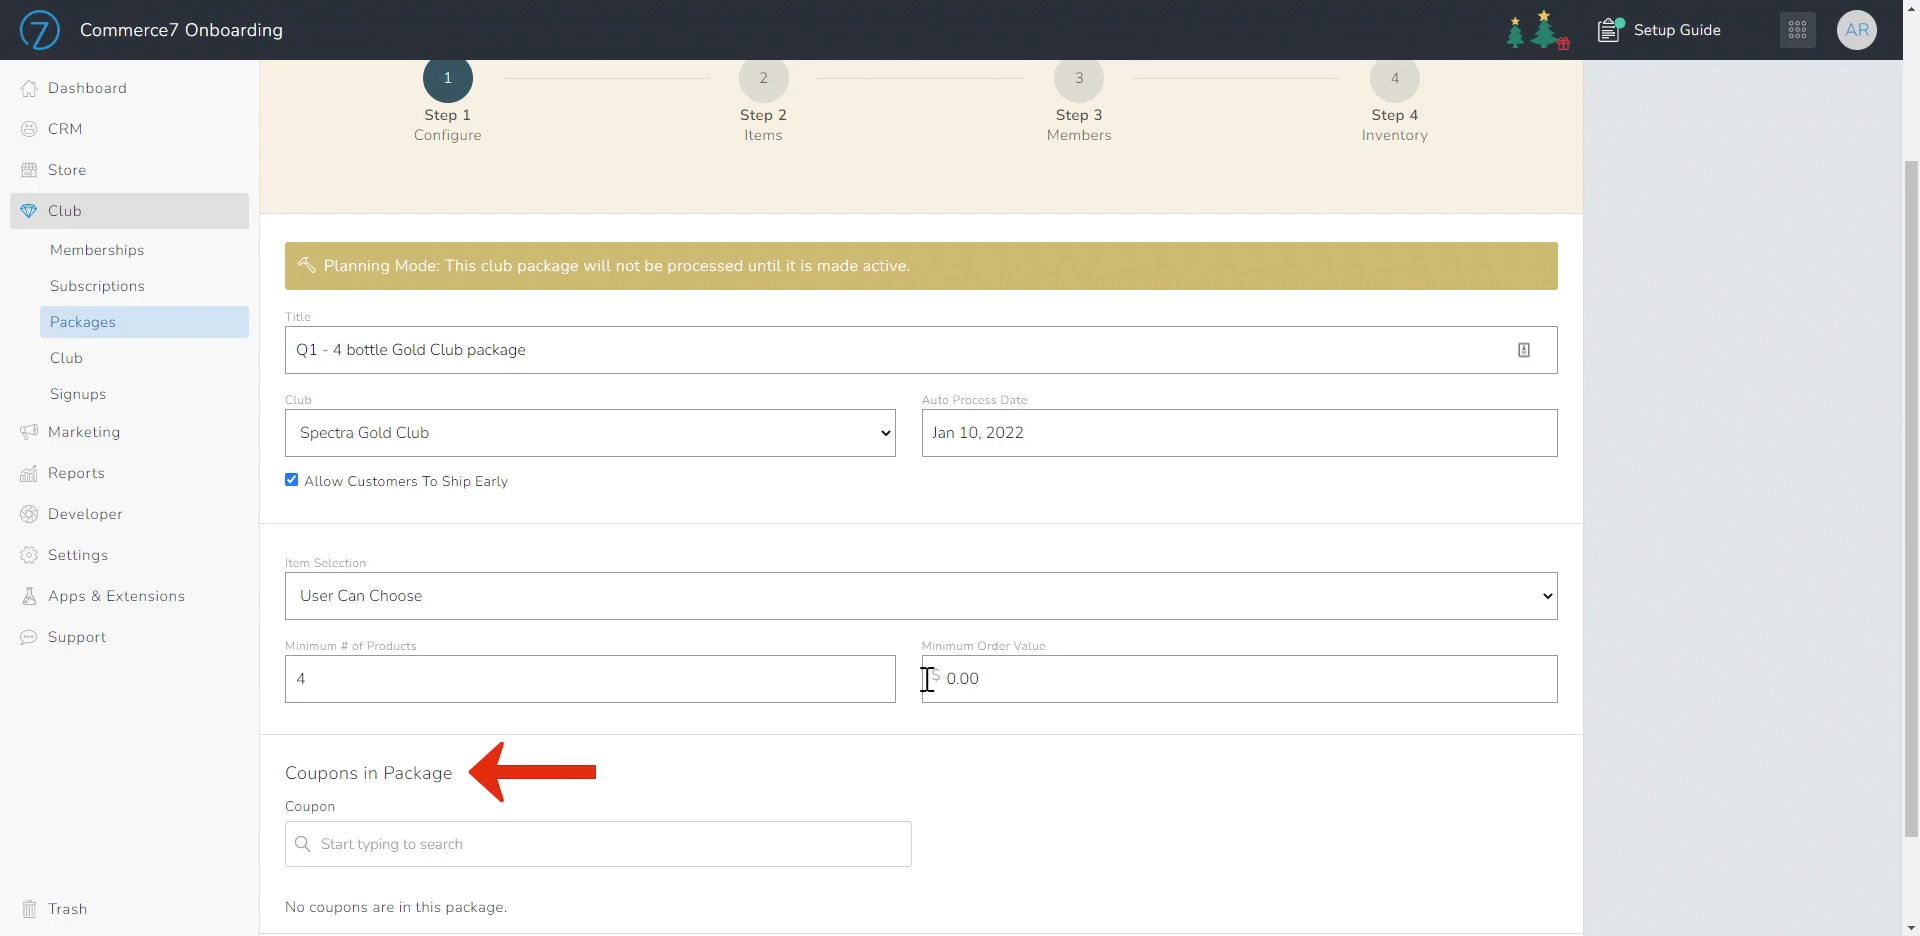 7 Commerce7 Onboarding
Setup Guide
AR
Dashboard
CRM
Store
Club
Memberships
Subscriptions
Packages
Club
Signups
Marketing
Reports
Developer
Settings
Apps & Extensions
Support
Trash
1
Step 1
Configure
2
Step 2
Items
3
Step 3
Members
4
Step 4
Inventory
Planning Mode: This club package will not be processed until it is made active.
Title
Q1 - 4 bottle Gold Club package
Club
Spectra Gold Club
Auto Process Date
Jan 10, 2022
Allow Customers To Ship Early
Item Selection
User Can Choose
Minimum # of Products
4
Minimum Order Value
$ 0.00
Coupons in Package
Coupon
Start typing to search
No coupons are in this package.